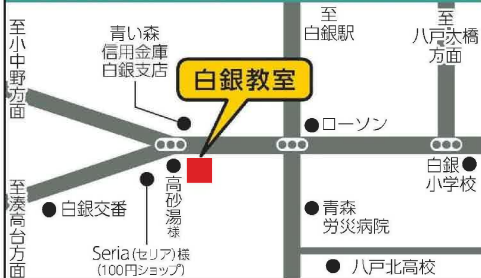 至小中野方面
青い森
信用金庫
白銀支店
白銀教室
至
白銀駅
至
八戸大橋
方面
ローソン
高砂湯様
白銀
小学校
至湊高台方面
白銀交番
Seria(セリア)様
(100円ショップ)
青森
労災病院
八戸北高校